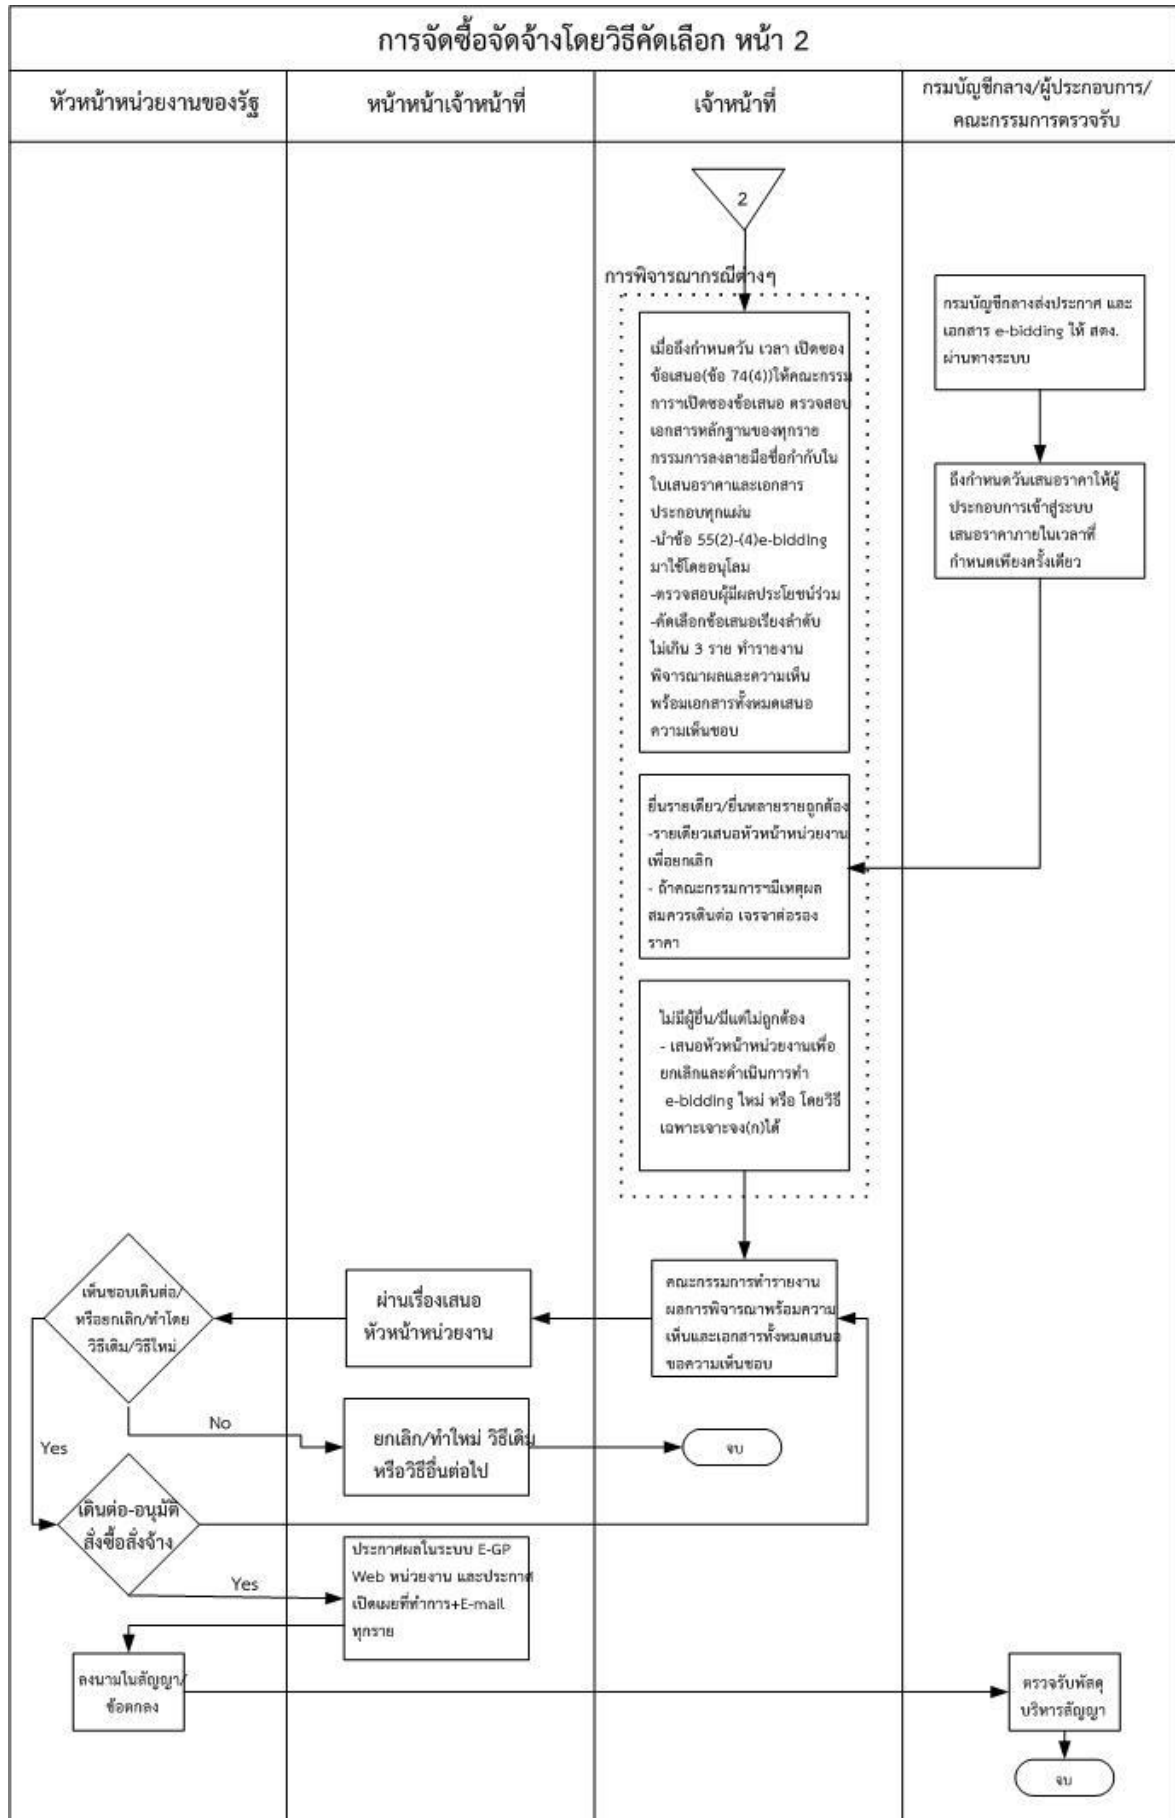 การจัดซื้อจัดจ้างโดยวิธีคัดเลือก หน้า 2
หัวหน้าหน่วยงานของรัฐ
หน้าหน้าเจ้าหน้าที่
เจ้าหน้าที่
กรมบัญชีกลาง/ผู้ประกอบการ/
คณะกรรมการตรวจรับ
2
การพิจารณากรณีต่างๆ
เมื่อถึงกำหนดวัน เวลา เปิดซอง
ข้อเสนอ(ข้อ 74(4))ให้คณะกรรม
การฯเปิดซองข้อเสนอ ตรวจสอบ
เอกสารหลักฐานของทุกราย
กรรมการลงลายมือชื่อกำกับใน
ใบเสนอราคาและเอกสาร
ประกอบทุกแผ่น
-นำข้อ 55(2)-(4)e-bidding
มาใช้โดยอนุโลม
-ตรวจสอบผู้มีผลประโยชน์ร่วม
-คัดเลือกข้อเสนอเรียงลำดับ
ไม่เกิน 3 ราย ทำรายงาน
พิจารณาผลและความเห็น
พร้อมเอกสารทั้งหมดเสนอ
ความเห็นชอบ
กรมบัญชีกลางส่งประกาศ และ
เอกสาร e-bidding ให้ สตง.
ผ่านทางระบบ
ถึงกำหนดวันเสนอราคาให้ผู้
ประกอบการเข้าสู่ระบบ
เสนอราคาภายในเวลาที่
กำหนดเพียงครั้งเดียว
ยื่นรายเดียว/ยื่นหลายรายถูกต้อง
-รายเดียวเสนอหัวหน้าหน่วยงาน
เพื่อยกเลิก
- ถ้าคณะกรรมการฯมีเหตุผล
สมควรเดินต่อ เจรจาต่อรอง
ราคา
ไม่มีผู้ยื่น/มีแต่ไม่ถูกต้อง
- เสนอหัวหน้าหน่วยงานเพื่อ
ยกเลิกและดำเนินการทำ
e-bidding ใหม่ หรือ โดยวิธี
เฉพาะเจาะจง(ก)ได้
เห็นชอบเดินต่อ/
หรือยกเลิก/ทำโดย
วิธีเดิม/วิธีใหม่
ผ่านเรื่องเสนอ
หัวหน้าหน่วยงาน
คณะกรรมการทำรายงาน
ผลการพิจารณาพร้อมความ
เห็นและเอกสารทั้งหมดเสนอ
ขอความเห็นชอบ
No
Yes
ยกเลิก/ทำใหม่ วิธีเดิม
หรือวิธีอื่นต่อไป
จบ
เดินต่อ-อนุมัติ
สั่งซื้อสั่งจ้าง
Yes
ประกาศผลในระบบ E-GP
Web หน่วยงาน และประกาศ
เปิดเผยที่ทำการ+E-mail
ทุกราย
ลงนามในสัญญา/
ข้อตกลง
ตรวจรับพัสดุ
บริหารสัญญา
จบ